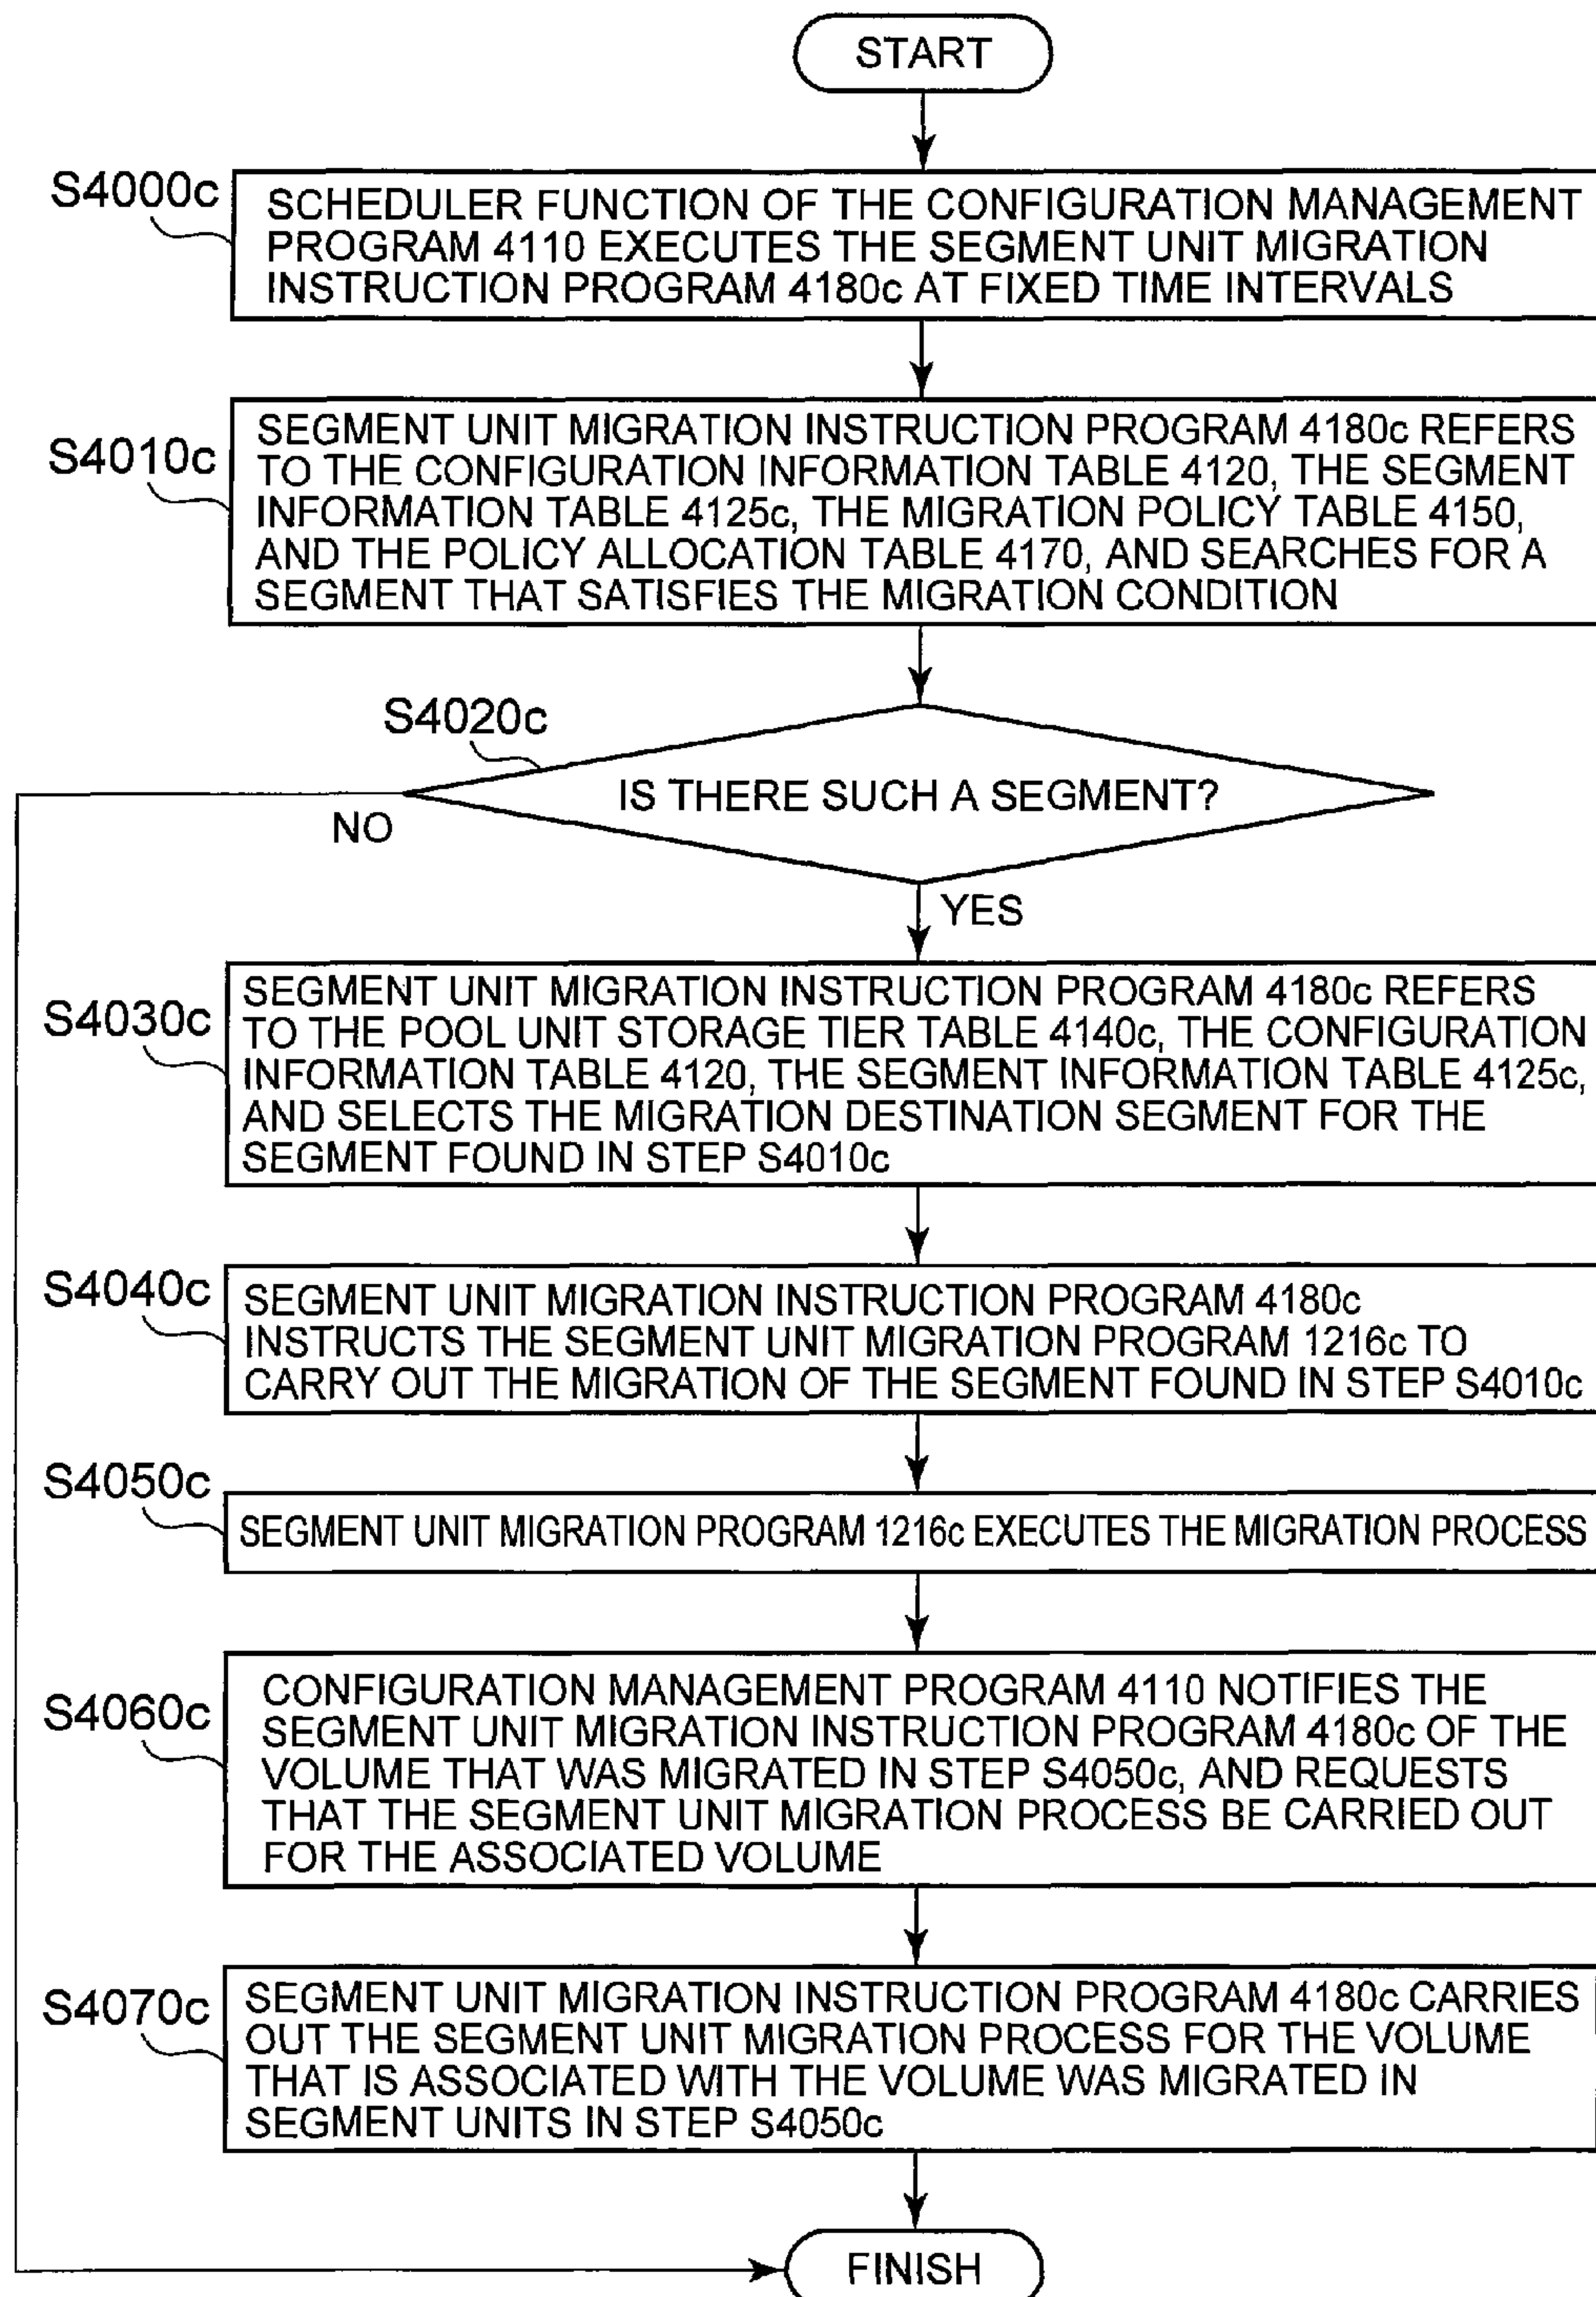 START
S4000c
SCHEDULER FUNCTION OF THE CONFIGURATION MANAGEMENT
PROGRAM 4110 EXECUTES THE SEGMENT UNIT MIGRATION
INSTRUCTION PROGRAM 4180c AT FIXED TIME INTERVALS
S4010c
SEGMENT UNIT MIGRATION INSTRUCTION PROGRAM 4180c REFERS
TO THE CONFIGURATION INFORMATION TABLE 4120, THE SEGMENT
INFORMATION TABLE 4125c, THE MIGRATION POLICY TABLE 4150,
AND THE POLICY ALLOCATION TABLE 4170, AND SEARCHES FOR A
SEGMENT THAT SATISFIES THE MIGRATION CONDITION
S4020c
IS THERE SUCH A SEGMENT?
NO
YES
S4030c
SEGMENT UNIT MIGRATION INSTRUCTION PROGRAM 4180c REFERS
TO THE POOL UNIT STORAGE TIER TABLE 4140c, THE CONFIGURATION
INFORMATION TABLE 4120, THE SEGMENT INFORMATION TABLE 4125c,
AND SELECTS THE MIGRATION DESTINATION SEGMENT FOR THE
SEGMENT FOUND IN STEP S4010c
S4040c
SEGMENT UNIT MIGRATION INSTRUCTION PROGRAM 4180c
INSTRUCTS THE SEGMENT UNIT MIGRATION PROGRAM 1216c TO
CARRY OUT THE MIGRATION OF THE SEGMENT FOUND IN STEP S4010c
S4050c
SEGMENT UNIT MIGRATION PROGRAM 1216c EXECUTES THE MIGRATION PROCESS
S4060c
CONFIGURATION MANAGEMENT PROGRAM 4110 NOTIFIES THE
SEGMENT UNIT MIGRATION INSTRUCTION PROGRAM 4180c OF THE
VOLUME THAT WAS MIGRATED IN STEP S4050c, AND REQUESTS
THAT THE SEGMENT UNIT MIGRATION PROCESS BE CARRIED OUT
FOR THE ASSOCIATED VOLUME
S4070c
SEGMENT UNIT MIGRATION INSTRUCTION PROGRAM 4180c CARRIES
OUT THE SEGMENT UNIT MIGRATION PROCESS FOR THE VOLUME
THAT IS ASSOCIATED WITH THE VOLUME WAS MIGRATED IN
SEGMENT UNITS IN STEP S4050c
FINISH